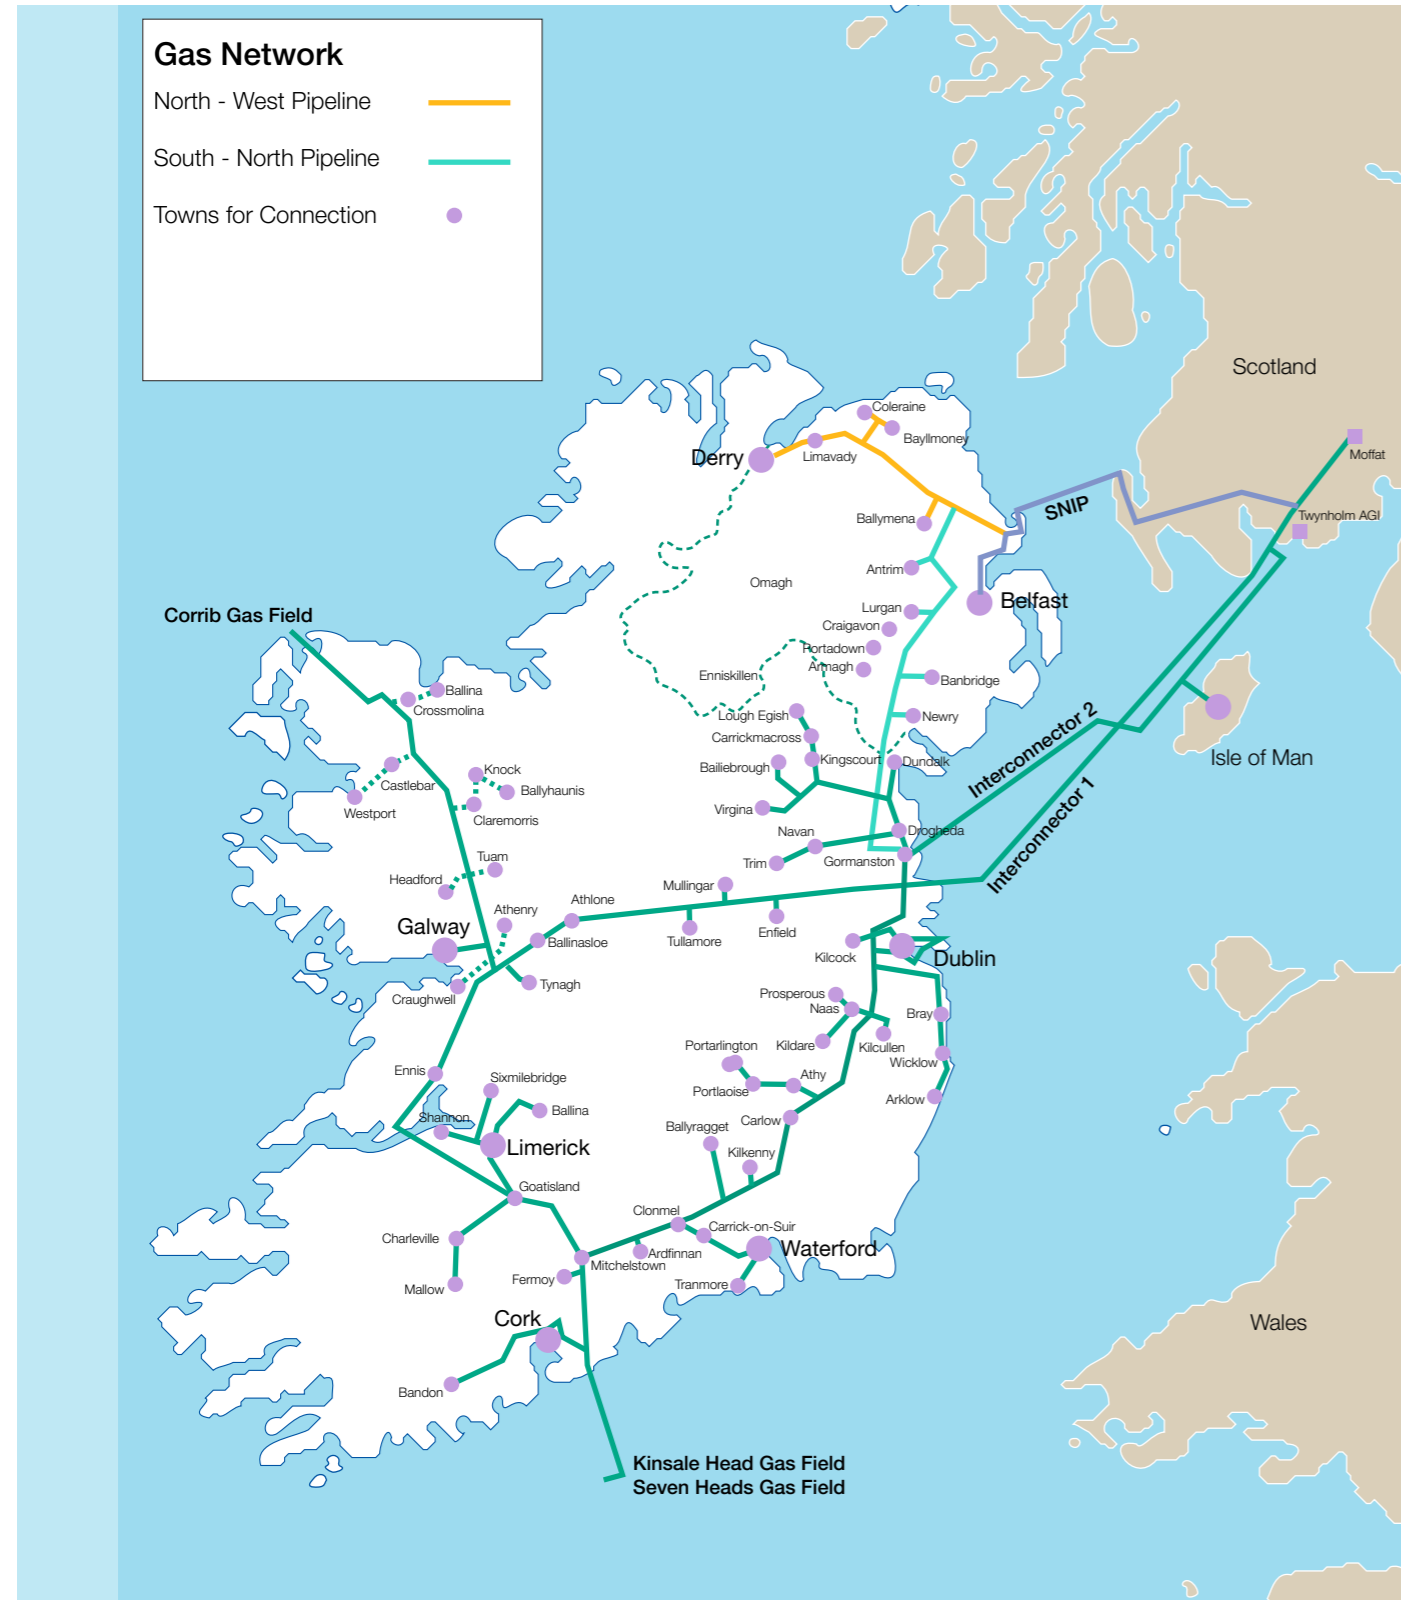 Gas Network
North - West Pipeline
South - North Pipeline
Towns for Connection
Scotland
Coleraine
Bayllmoney
Derry
Limavady
Moffat
SNIP
Twynholm AGI
Ballymena
Antrim
Omagh
Belfast
Lurgan
Corrib Gas Field
Craigavon
Portadown
Armagh
Enniskillen
Banbridge
Ballina
Crossmolina
Lough Egish
Newry
Carrickmacross
Interconnector 2
Isle of Man
Kingscourt
Dundalk
Bailiebrough
Knock
Castlebar
Ballyhaunis
Westport
Claremorris
Virgina
Interconnector 1
Navan
Drogheda
Tuam
Trim
Gormanston
Headford
Mullingar
Athlone
Athenry
Galway
Ballinasloe
Tullamore
Enfield
Kilcock
Dublin
Tynagh
Craughwell
Prosperous
Naas
Bray
Portarlington
Kildare
Kilcullen
Wicklow
Ennis
Sixmilebridge
Athy
Portlaoise
Arklow
Ballina
Shannon
Carlow
Ballyragget
Limerick
Kilkenny
Goatisland
Clonmel
Carrick-on-Suir
Charleville
Waterford
Ardfinnan
Mitchelstown
Fermoy
Tranmore
Mallow
Cork
Wales
Bandon
Kinsale Head Gas Field
Seven Heads Gas Field